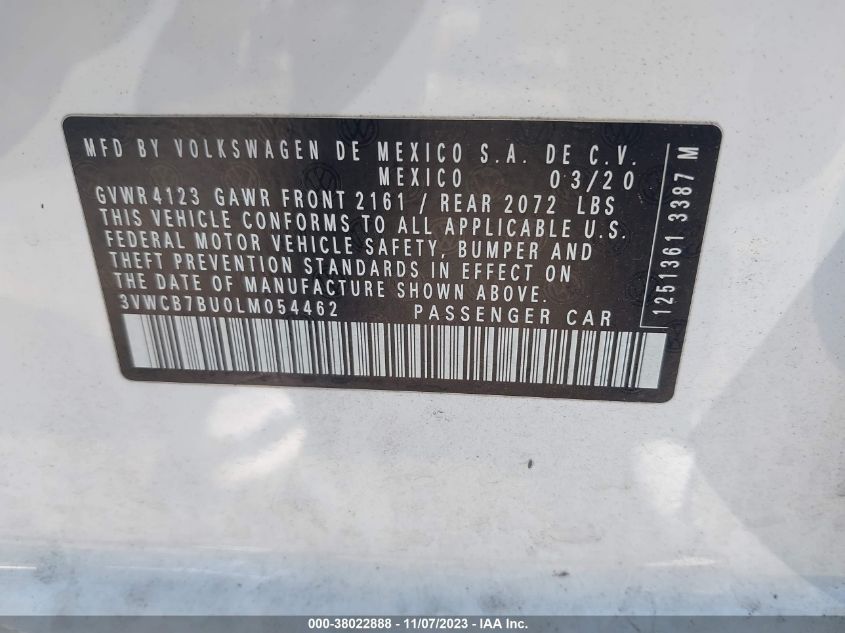 MFD BY VOLKSWAGEN DE MEXICO S.A. DE C.V.
MEXICO 03/20
GVWR 4123 GAWR FRONT 2161 / REAR 2072 LBS
THIS VEHICLE CONFORMS TO ALL APPLICABLE U.S.
FEDERAL MOTOR VEHICLE SAFETY, BUMPER AND
THEFT PREVENTION STANDARDS IN EFFECT ON
THE DATE OF MANUFACTURE SHOWN ABOVE.
3VWCB7BU0LM054462 PASSENGER CAR
1251361 3387 M
000-38022888 - 11/07/2023 - IAA Inc.